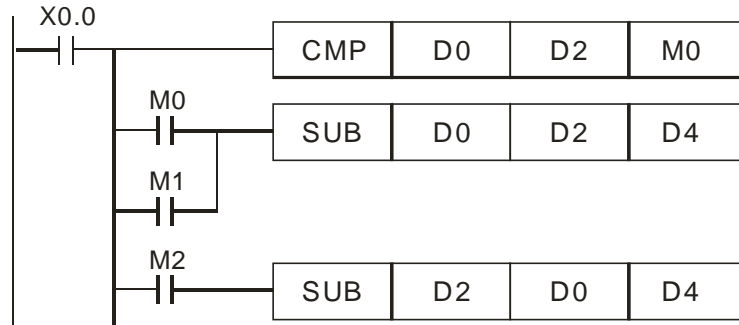 X0.0
CMP D0 D2 M0
M0
SUB D0 D2 D4
M1
M2
SUB D2 D0 D4